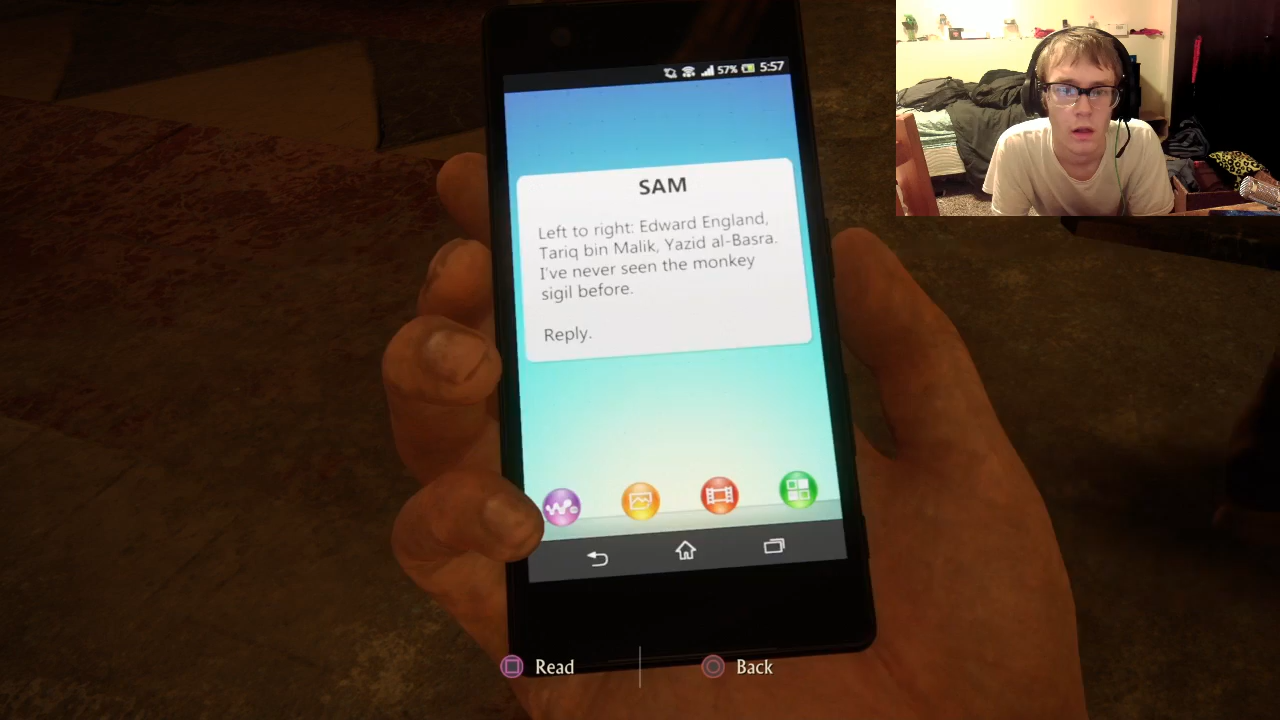 57% 5:57
SAM
Left to right: Edward England,
Tariq bin Malik, Yazid al-Basra.
I've never seen the monkey
sigil before.
Reply.
Read
Back